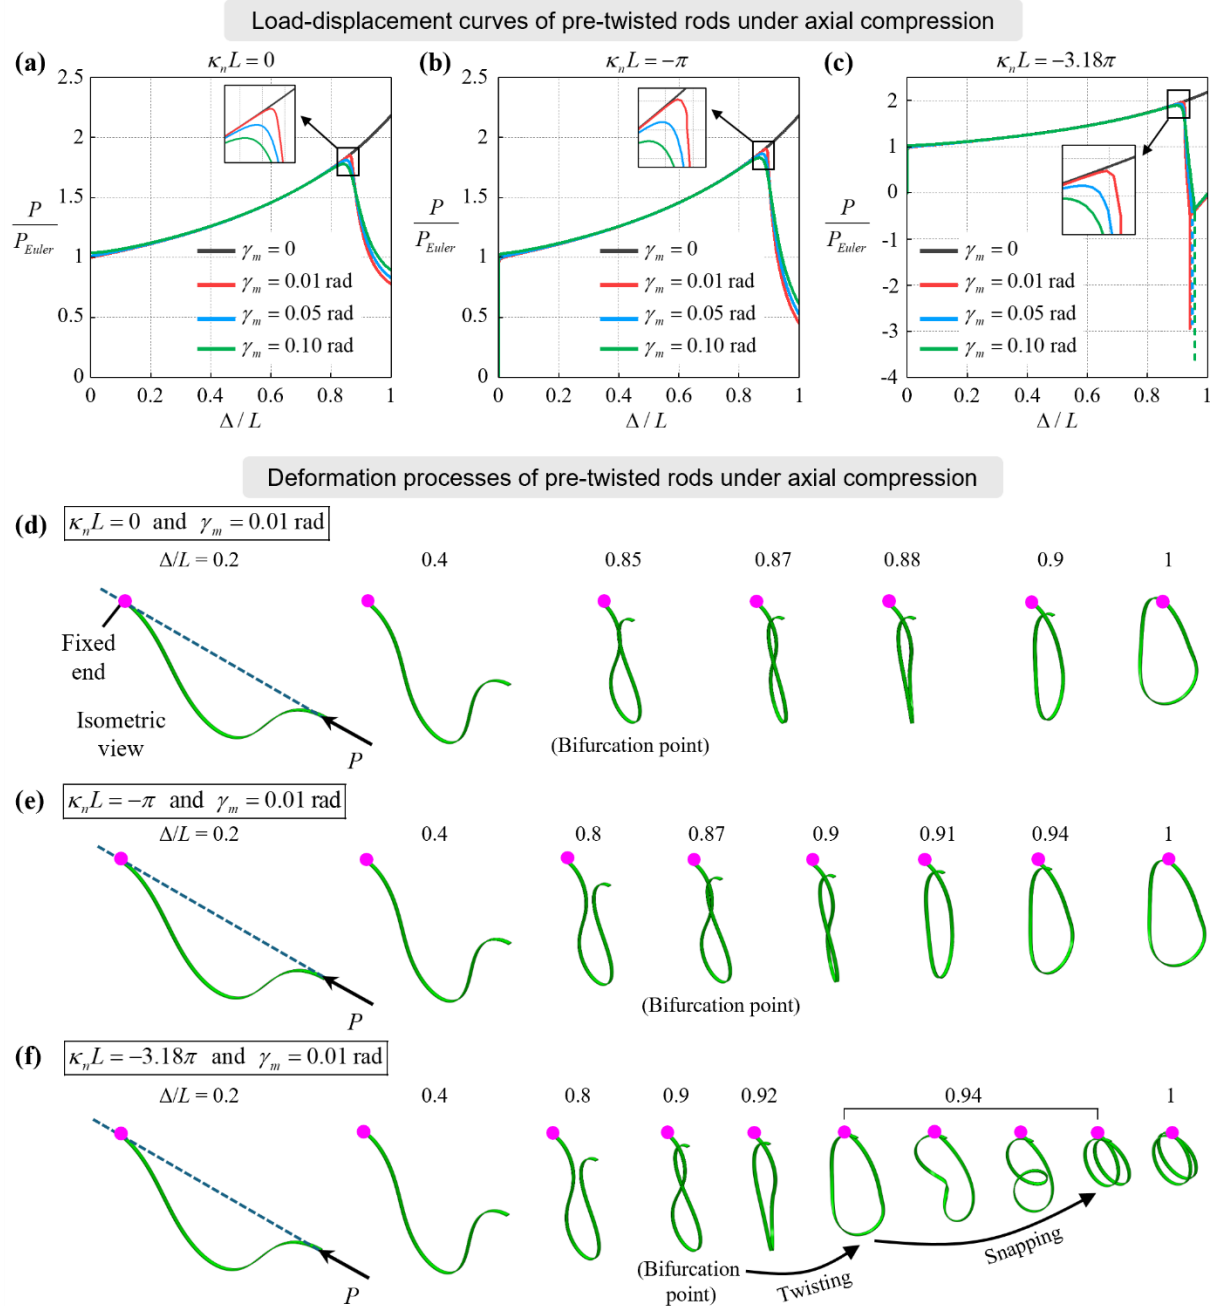 Load-displacement curves of pre-twisted rods under axial compression
(a) κₙL = 0
2.5
2
1.5
1
0.5
0
P / P_Euler
γₘ = 0
γₘ = 0.01 rad
γₘ = 0.05 rad
γₘ = 0.10 rad
0 0.2 0.4 0.6 0.8 1
Δ / L
(b) κₙL = −π
2.5
2
1.5
1
0.5
0
P / P_Euler
γₘ = 0
γₘ = 0.01 rad
γₘ = 0.05 rad
γₘ = 0.10 rad
0 0.2 0.4 0.6 0.8 1
Δ / L
(c) κₙL = −3.18π
2
1
0
-1
-2
-3
-4
P / P_Euler
γₘ = 0
γₘ = 0.01 rad
γₘ = 0.05 rad
γₘ = 0.10 rad
0 0.2 0.4 0.6 0.8 1
Δ / L
Deformation processes of pre-twisted rods under axial compression
(d) κₙL = 0 and γₘ = 0.01 rad
Δ/L = 0.2 0.4 0.85 0.87 0.88 0.9 1
Fixed
end
Isometric
view
P
(Bifurcation point)
(e) κₙL = −π and γₘ = 0.01 rad
Δ/L = 0.2 0.4 0.8 0.87 0.9 0.91 0.94 1
P
(Bifurcation point)
(f) κₙL = −3.18π and γₘ = 0.01 rad
Δ/L = 0.2 0.4 0.8 0.9 0.92 0.94 1
P
(Bifurcation
point)
Twisting
Snapping